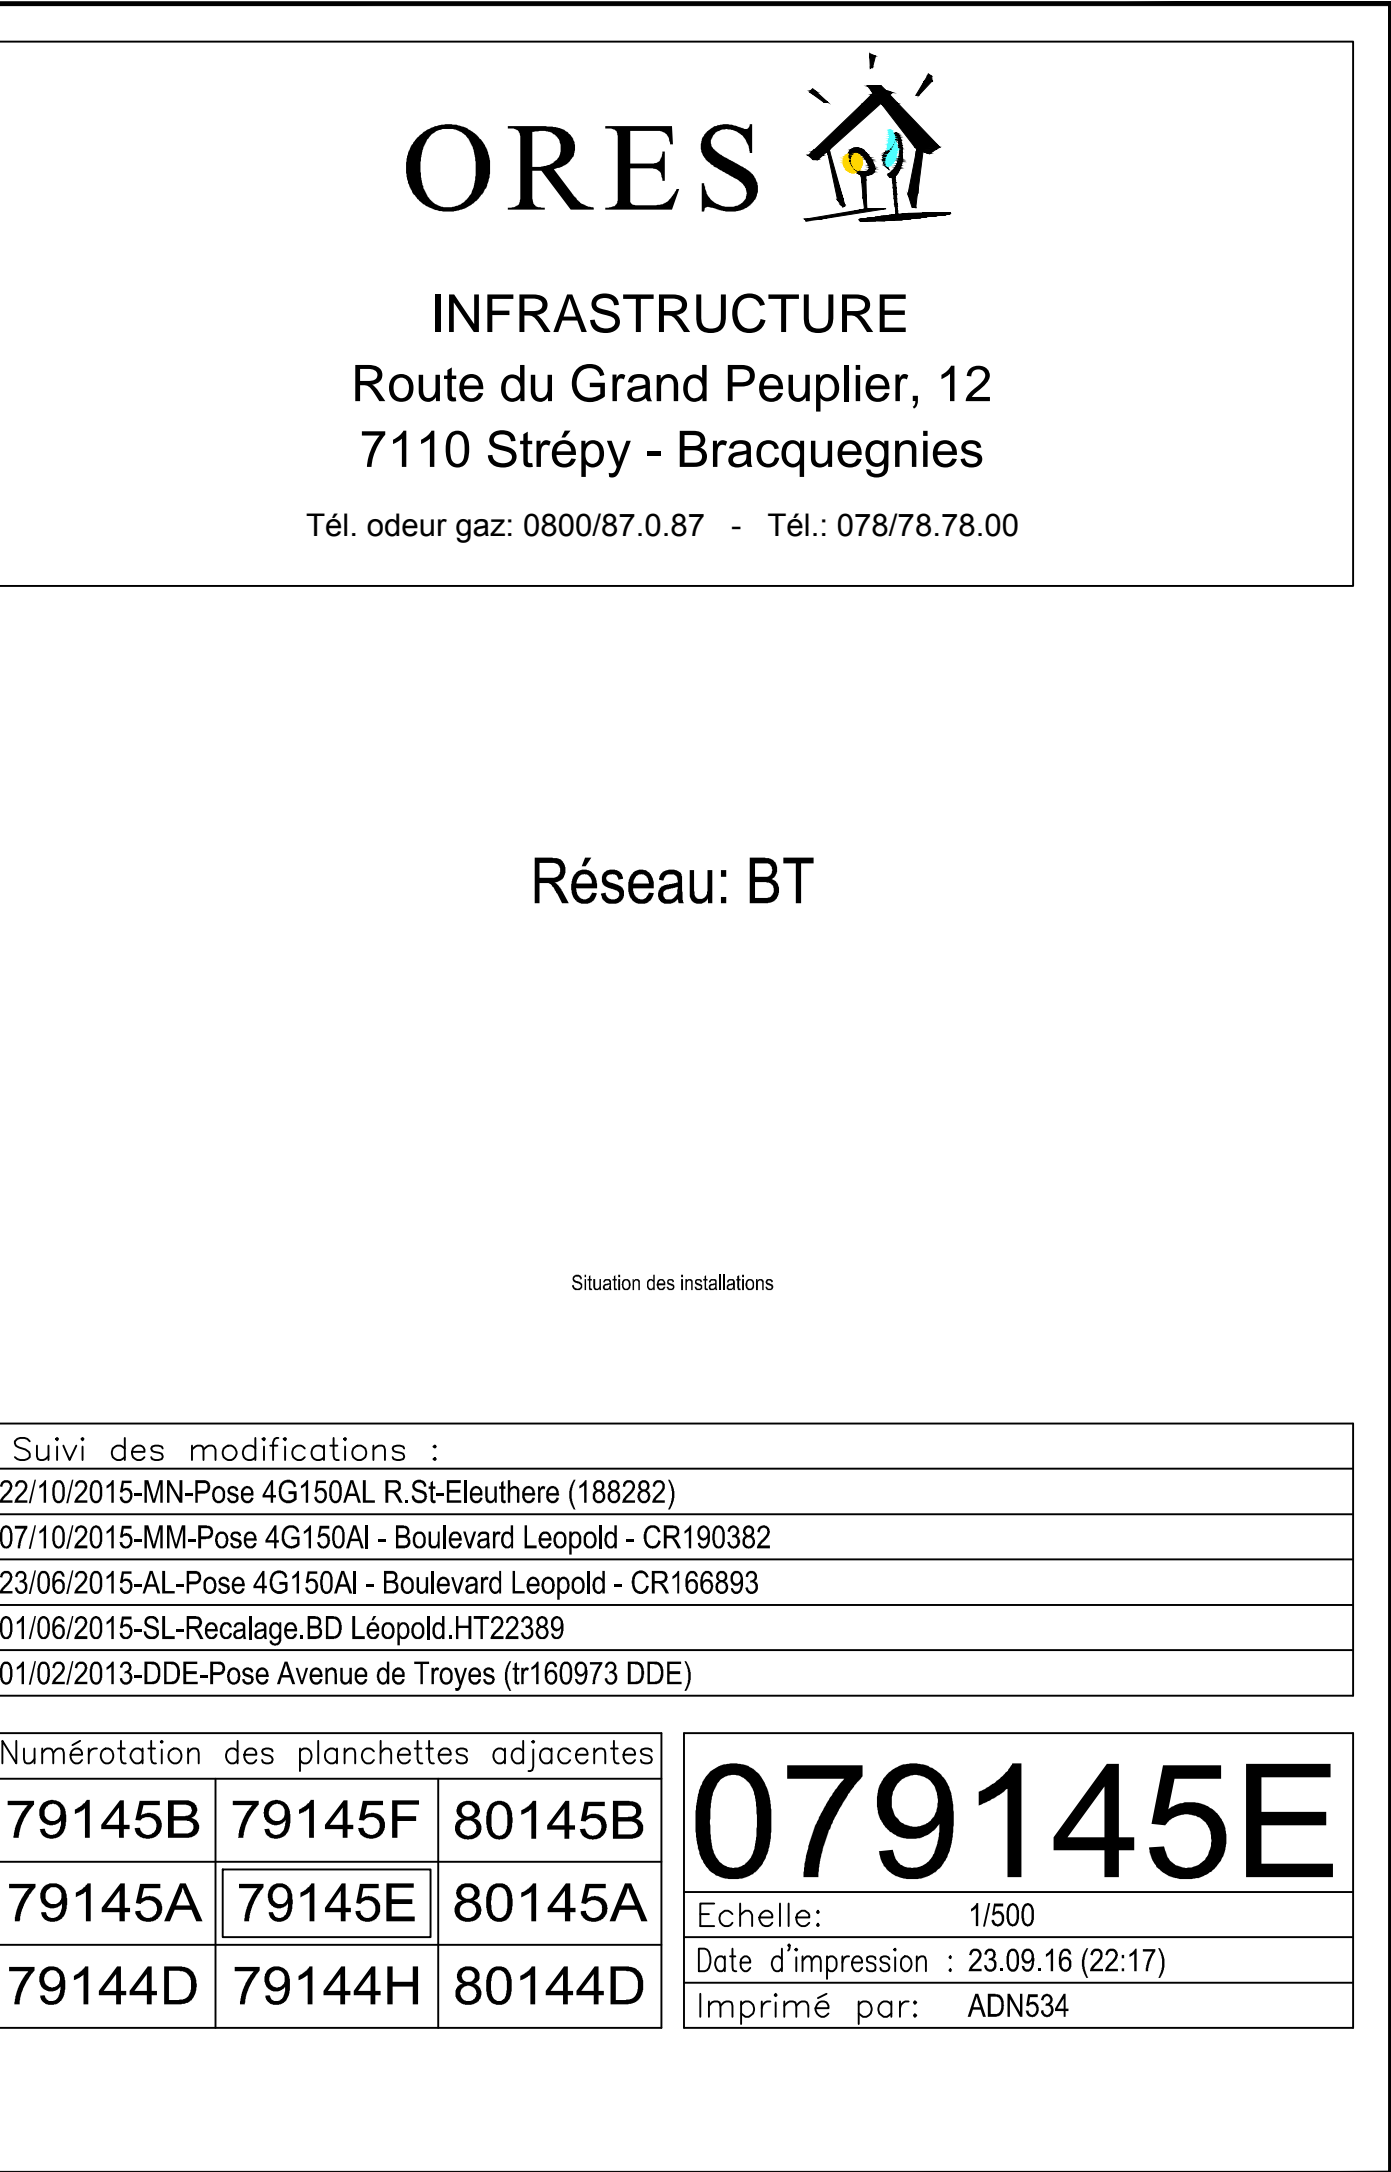 ORES
INFRASTRUCTURE
Route du Grand Peuplier, 12
7110 Strépy - Bracquegnies
Tél. odeur gaz: 0800/87.0.87 - Tél.: 078/78.78.00
Réseau: BT
Situation des installations
Suivi des modifications :
22/10/2015-MN-Pose 4G150AL R.St-Eleuthere (188282)
07/10/2015-MM-Pose 4G150Al - Boulevard Leopold - CR190382
23/06/2015-AL-Pose 4G150Al - Boulevard Leopold - CR166893
01/06/2015-SL-Recalage.BD Léopold.HT22389
01/02/2013-DDE-Pose Avenue de Troyes (tr160973 DDE)
Numérotation des planchettes adjacentes
79145B 79145F 80145B
79145A 79145E 80145A
79144D 79144H 80144D
079145E
Echelle: 1/500
Date d'impression : 23.09.16 (22:17)
Imprimé par: ADN534